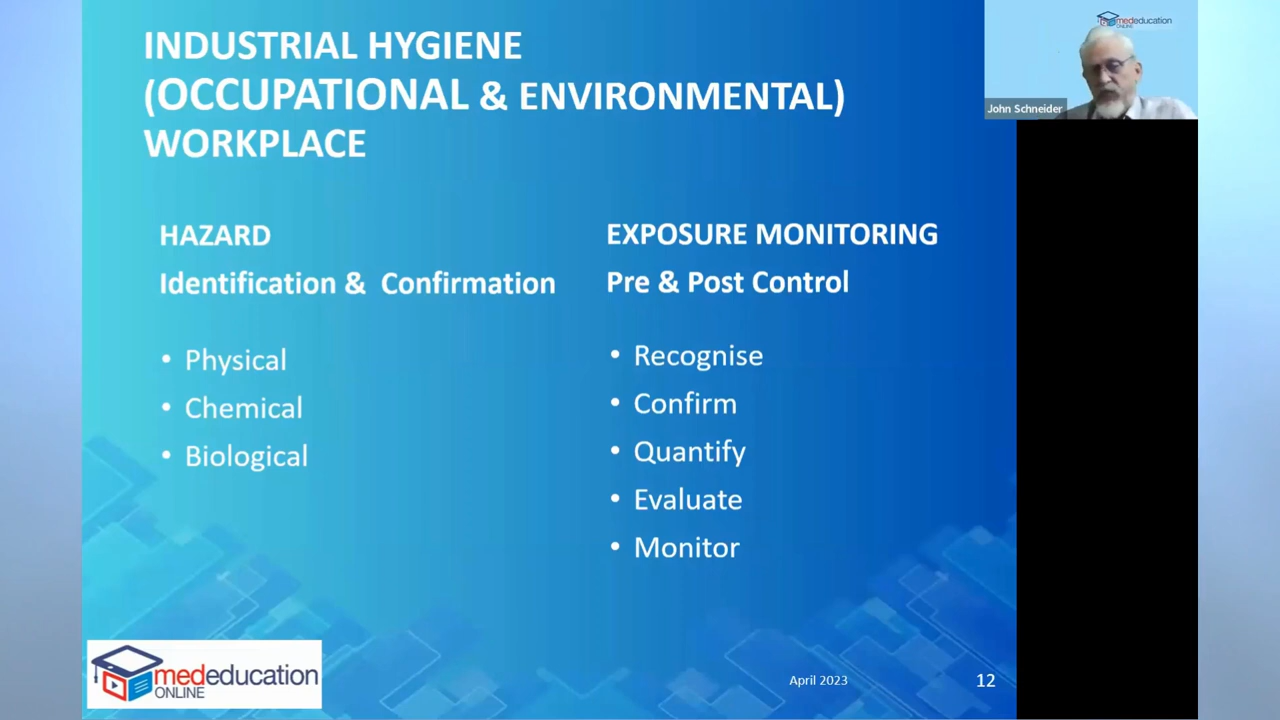 INDUSTRIAL HYGIENE
(OCCUPATIONAL & ENVIRONMENTAL)
WORKPLACE
HAZARD
Identification & Confirmation
• Physical
• Chemical
• Biological
EXPOSURE MONITORING
Pre & Post Control
• Recognise
• Confirm
• Quantify
• Evaluate
• Monitor
mededucation
ONLINE
April 2023
12
mededucation
ONLINE
John Schneider